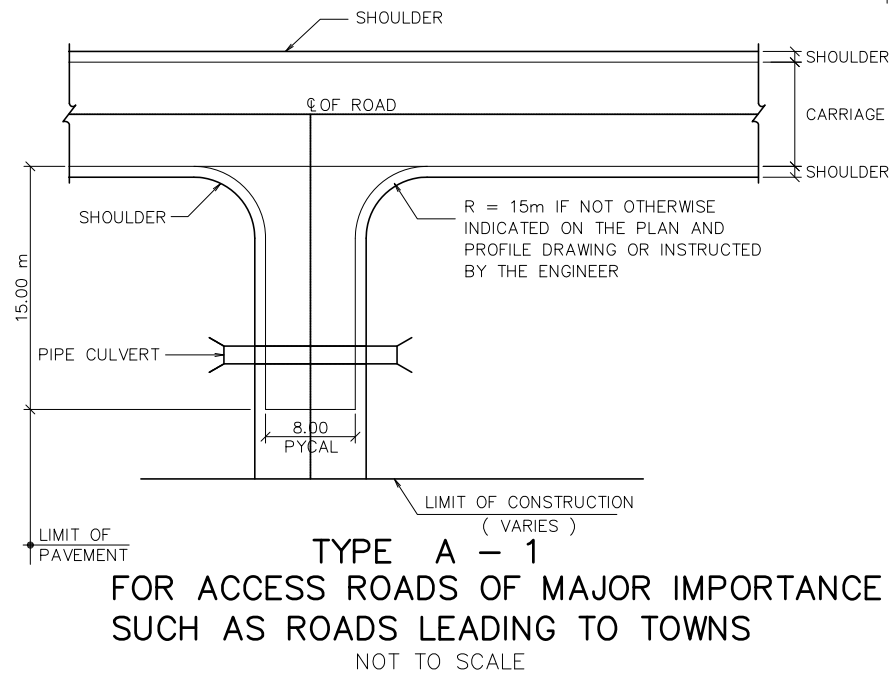 SHOULDER
SHOULDER
℄ OF ROAD
CARRIAGE
SHOULDER
SHOULDER
R = 15m IF NOT OTHERWISE
INDICATED ON THE PLAN AND
PROFILE DRAWING OR INSTRUCTED
BY THE ENGINEER
15.00 m
PIPE CULVERT
8.00
PYCAL
LIMIT OF CONSTRUCTION
( VARIES )
LIMIT OF
PAVEMENT
TYPE A - 1
FOR ACCESS ROADS OF MAJOR IMPORTANCE
SUCH AS ROADS LEADING TO TOWNS
NOT TO SCALE